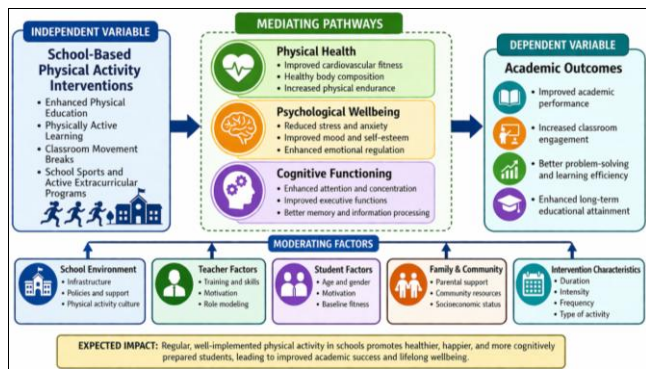 INDEPENDENT VARIABLE
School-Based
Physical Activity
Interventions
• Enhanced Physical
Education
• Physically Active
Learning
• Classroom Movement
Breaks
• School Sports and
Active Extracurricular
Programs
MEDIATING PATHWAYS
Physical Health
• Improved cardiovascular fitness
• Healthy body composition
• Increased physical endurance
Psychological Wellbeing
• Reduced stress and anxiety
• Improved mood and self-esteem
• Enhanced emotional regulation
Cognitive Functioning
• Enhanced attention and concentration
• Improved executive functions
• Better memory and information processing
DEPENDENT VARIABLE
Academic Outcomes
• Improved academic
performance
• Increased classroom
engagement
• Better problem-solving
and learning efficiency
• Enhanced long-term
educational attainment
MODERATING FACTORS
School Environment
• Infrastructure
• Policies and support
• Physical activity culture
Teacher Factors
• Training and skills
• Motivation
• Role modeling
Student Factors
• Age and gender
• Motivation
• Baseline fitness
Family & Community
• Parental support
• Community resources
• Socioeconomic status
Intervention Characteristics
• Duration
• Intensity
• Frequency
• Type of activity
EXPECTED IMPACT: Regular, well-implemented physical activity in schools promotes healthier, happier, and more cognitively
prepared students, leading to improved academic success and lifelong wellbeing.